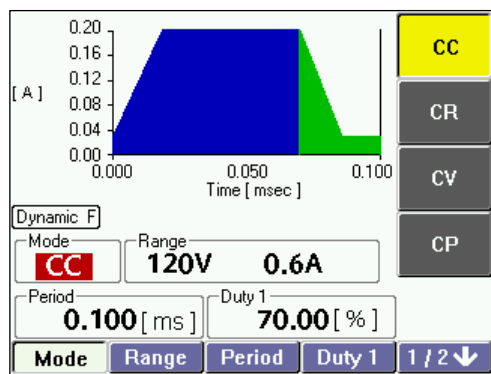 0.20
0.16
0.12
[ A ]
0.08
0.04
0.00
0.000 0.050 0.100
Time [ msec ]
CC
CR
CV
CP
Dynamic F
Mode
CC
Range
120V 0.6A
Period
0.100 [ ms ]
Duty 1
70.00 [ % ]
Mode Range Period Duty 1 1 / 2